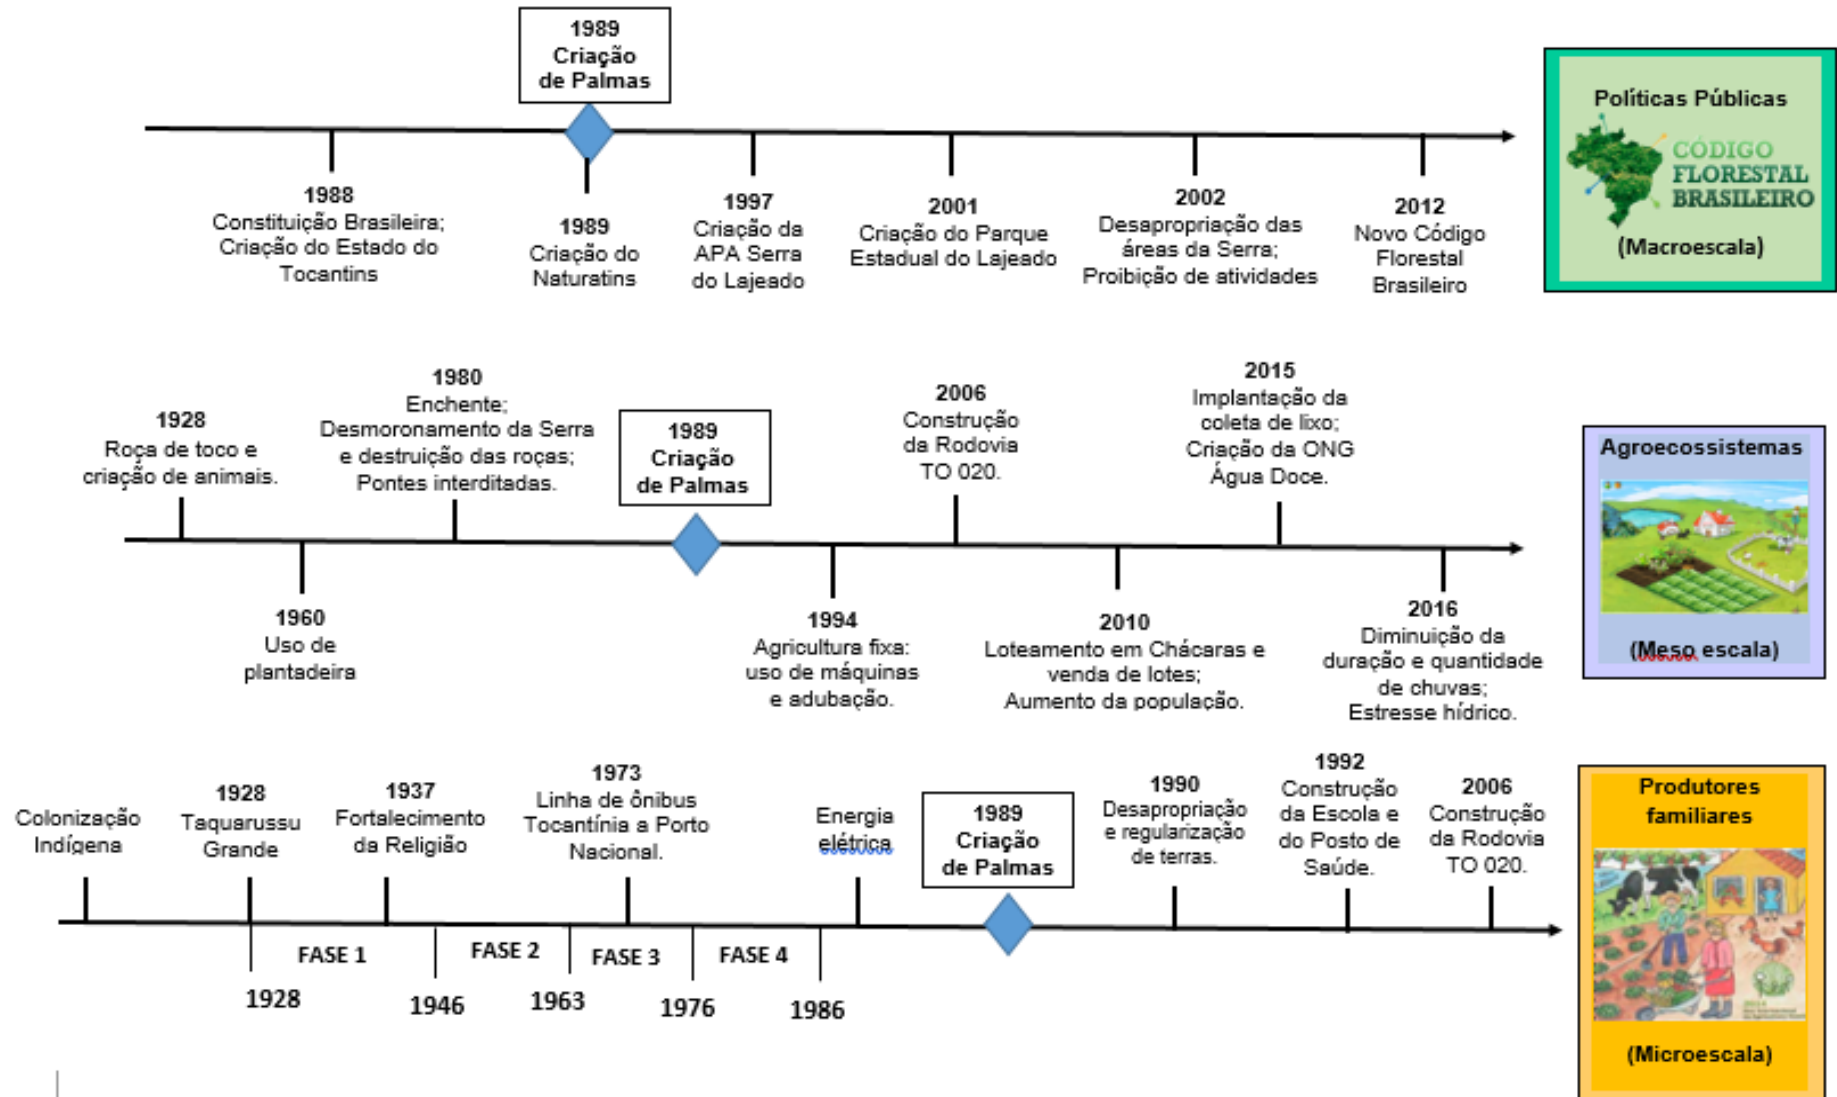 1989
Criação
de Palmas
1988
Constituição Brasileira;
Criação do Estado do
Tocantins
1989
Criação do
Naturatins
1997
Criação da
APA Serra
do Lajeado
2001
Criação do Parque
Estadual do Lajeado
2002
Desapropriação das
áreas da Serra;
Proibição de atividades
2012
Novo Código
Florestal
Brasileiro
Políticas Públicas
CÓDIGO
FLORESTAL
BRASILEIRO
(Macroescala)
1928
Roça de toco e
criação de animais.
1980
Enchente;
Desmoronamento da Serra
e destruição das roças;
Pontes interditadas.
1989
Criação
de Palmas
2006
Construção
da Rodovia
TO 020.
2015
Implantação da
coleta de lixo;
Criação da ONG
Água Doce.
1960
Uso de
plantadeira
1994
Agricultura fixa:
uso de máquinas
e adubação.
2010
Loteamento em Chácaras e
venda de lotes;
Aumento da população.
2016
Diminuição da
duração e quantidade
de chuvas;
Estresse hídrico.
Agroecossistemas
(Meso escala)
Colonização
Indígena
1928
Taquarussu
Grande
1937
Fortalecimento
da Religião
1973
Linha de ônibus
Tocantínia a Porto
Nacional.
Energia
elétrica
1989
Criação
de Palmas
1990
Desapropriação
e regularização
de terras.
1992
Construção
da Escola e
do Posto de
Saúde.
2006
Construção
da Rodovia
TO 020.
FASE 1
FASE 2
FASE 3
FASE 4
1928
1946
1963
1976
1986
Produtores
familiares
(Microescala)